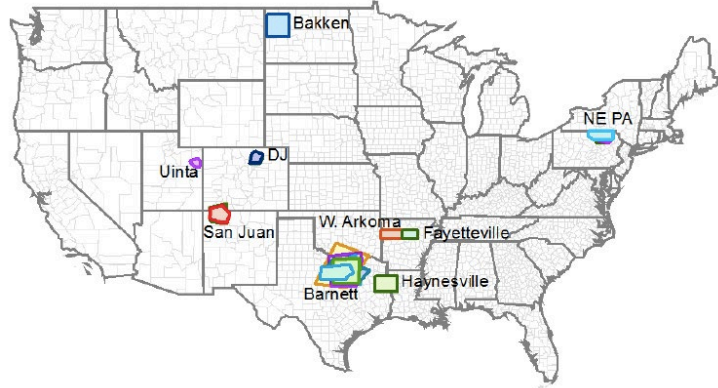 Bakken
NE PA
DJ
Uinta
San Juan
W. Arkoma
Fayetteville
Haynesville
Barnett